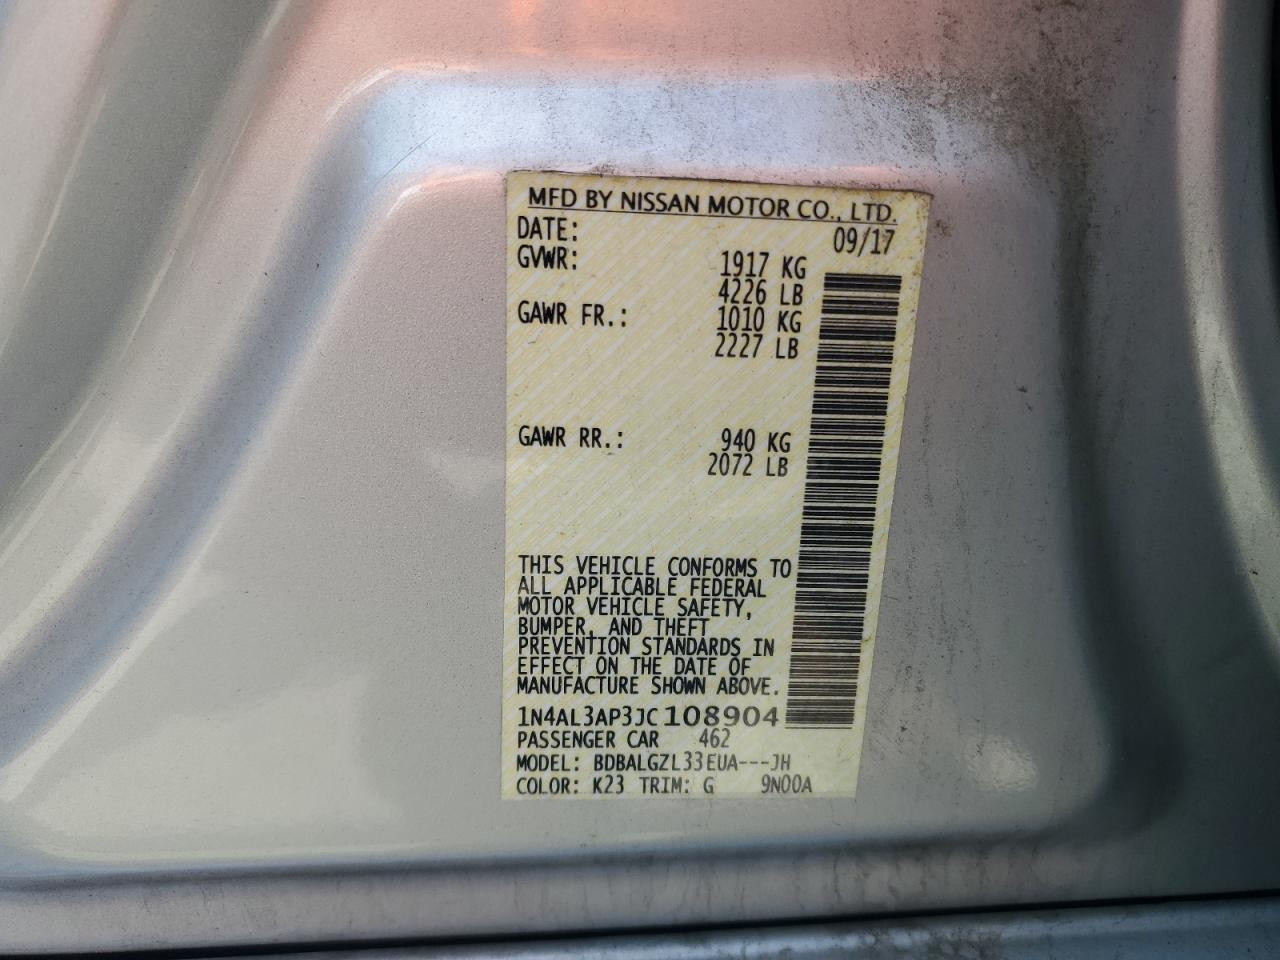 MFD BY NISSAN MOTOR CO., LTD.
DATE: 09/17
GVWR: 1917 KG
4226 LB
GAWR FR.: 1010 KG
2227 LB
GAWR RR.: 940 KG
2072 LB
THIS VEHICLE CONFORMS TO
ALL APPLICABLE FEDERAL
MOTOR VEHICLE SAFETY,
BUMPER, AND THEFT
PREVENTION STANDARDS IN
EFFECT ON THE DATE OF
MANUFACTURE SHOWN ABOVE.
1N4AL3AP3JC108904
PASSENGER CAR 462
MODEL: BDBALGZL33EUA---JH
COLOR: K23 TRIM: G 9N00A